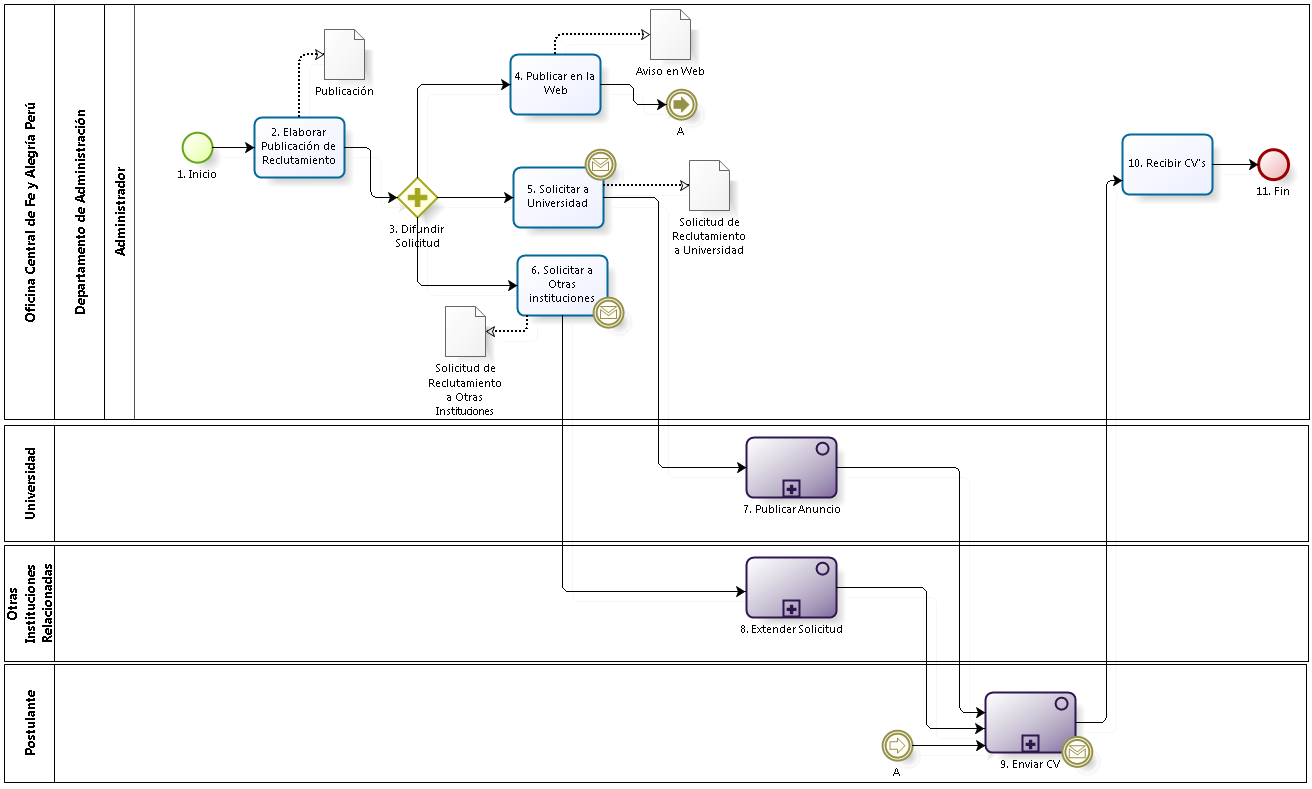 Oficina Central de Fe y Alegría Perú
Departamento de Administración
Administrador
1. Inicio
2. Elaborar
Publicación de
Reclutamiento
Publicación
3. Difundir
Solicitud
4. Publicar en la
Web
Aviso en Web
A
5. Solicitar a
Universidad
Solicitud de
Reclutamiento
a Universidad
6. Solicitar a
Otras
instituciones
Solicitud de
Reclutamiento
a Otras
Instituciones
10. Recibir CV's
11. Fin
Universidad
7. Publicar Anuncio
Otras
Instituciones
Relacionadas
8. Extender Solicitud
Postulante
A
9. Enviar CV